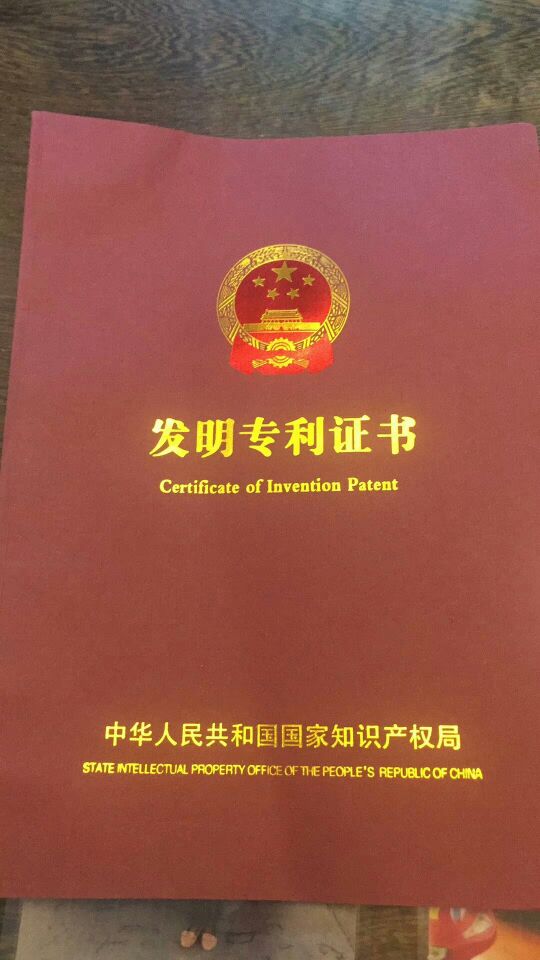 发明专利证书
Certificate of Invention Patent
中华人民共和国国家知识产权局
STATE INTELLECTUAL PROPERTY OFFICE OF THE PEOPLE'S REPUBLIC OF CHINA